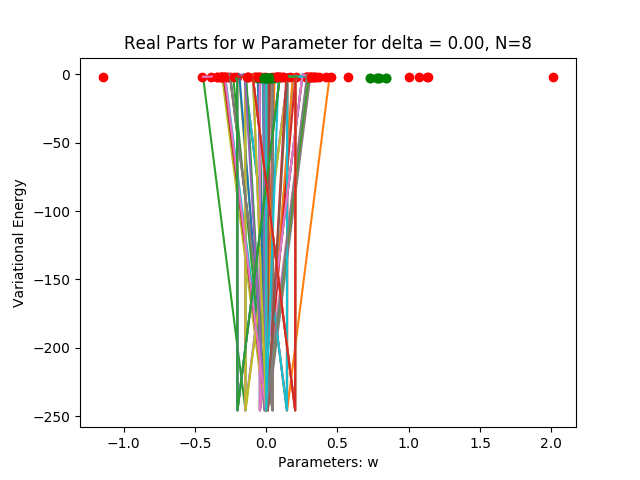 Real Parts for w Parameter for delta = 0.00, N=8
0
−50
−100
−150
−200
−250
Variational Energy
−1.0 −0.5 0.0 0.5 1.0 1.5 2.0
Parameters: w